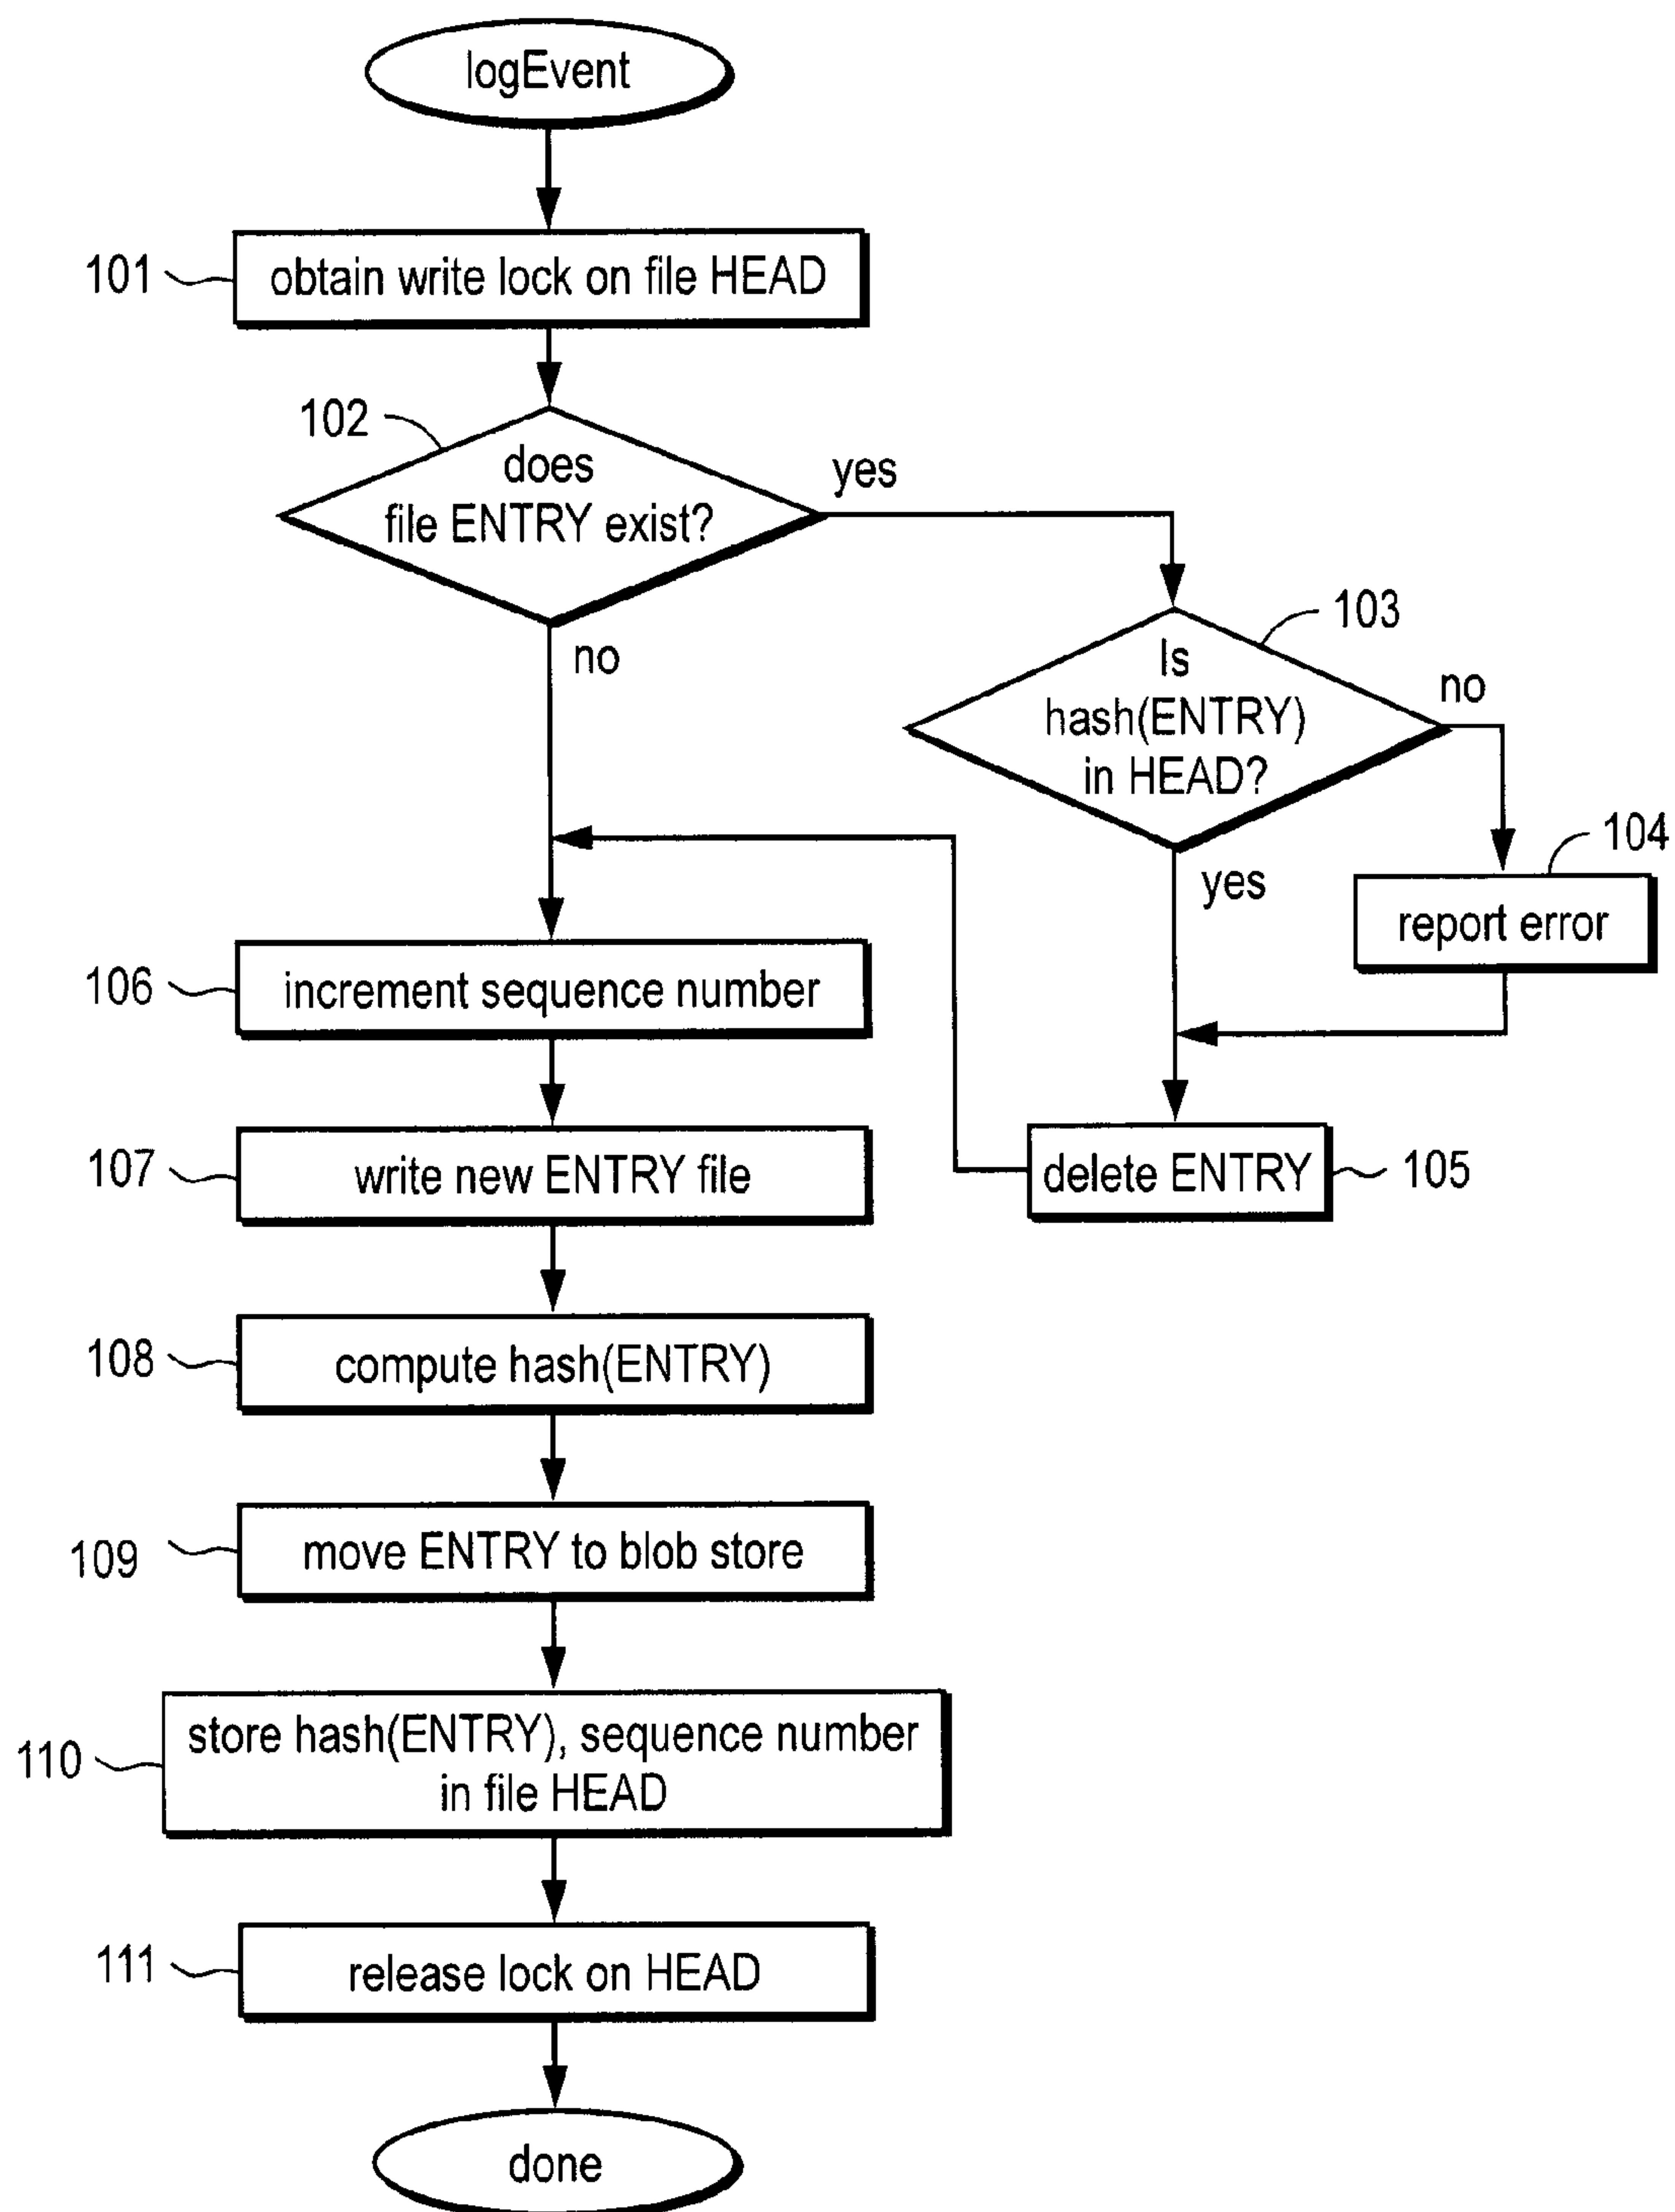 logEvent
101
obtain write lock on file HEAD
102
does
file ENTRY exist?
yes
no
103
Is
hash(ENTRY)
in HEAD?
no
yes
104
report error
106
increment sequence number
107
write new ENTRY file
delete ENTRY
105
108
compute hash(ENTRY)
109
move ENTRY to blob store
110
store hash(ENTRY), sequence number
in file HEAD
111
release lock on HEAD
done